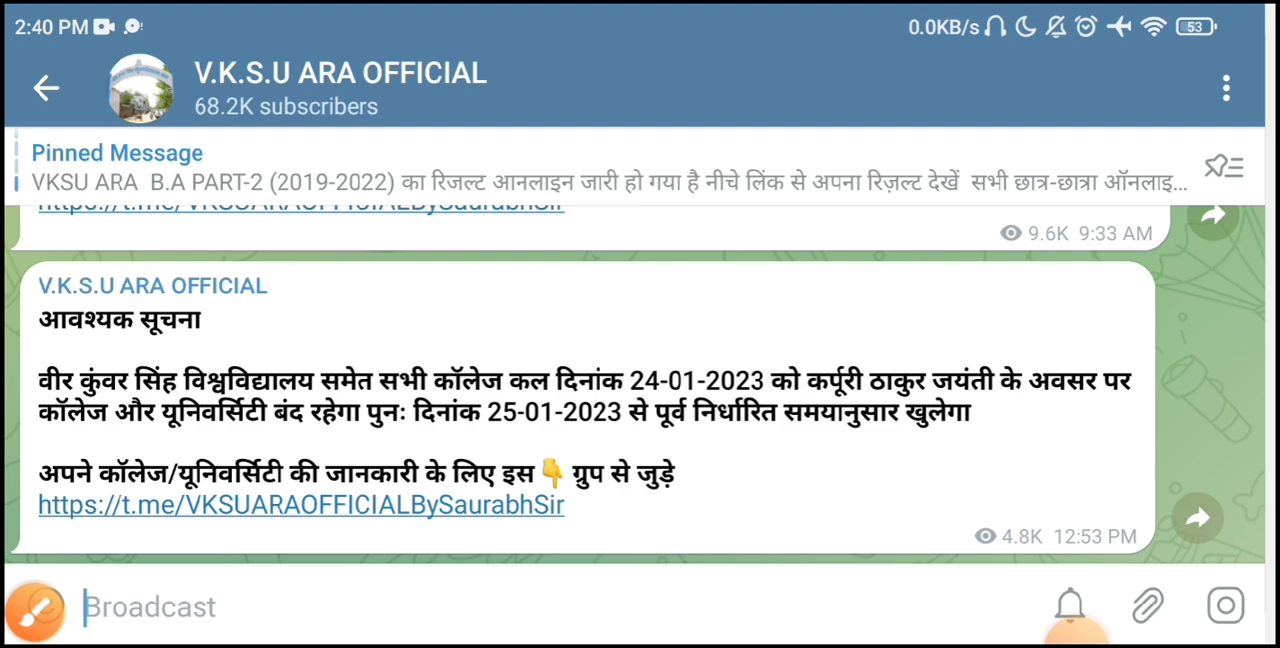 2:40 PM
0.0KB/s
53
V.K.S.U ARA OFFICIAL
68.2K subscribers
Pinned Message
VKSU ARA B.A PART-2 (2019-2022) का रिजल्ट आनलाइन जारी हो गया है नीचे लिंक से अपना रिज़ल्ट देखें सभी छात्र-छात्रा ऑनलाइ...
https://t.me/VKSUARAOFFICIALBySaurabhSir
9.6K 9:33 AM
V.K.S.U ARA OFFICIAL
आवश्यक सूचना
वीर कुंवर सिंह विश्वविद्यालय समेत सभी कॉलेज कल दिनांक 24-01-2023 को कर्पूरी ठाकुर जयंती के अवसर पर
कॉलेज और यूनिवर्सिटी बंद रहेगा पुनः दिनांक 25-01-2023 से पूर्व निर्धारित समयानुसार खुलेगा
अपने कॉलेज/यूनिवर्सिटी की जानकारी के लिए इस 👇 ग्रुप से जुड़े
https://t.me/VKSUARAOFFICIALBySaurabhSir
4.8K 12:53 PM
Broadcast